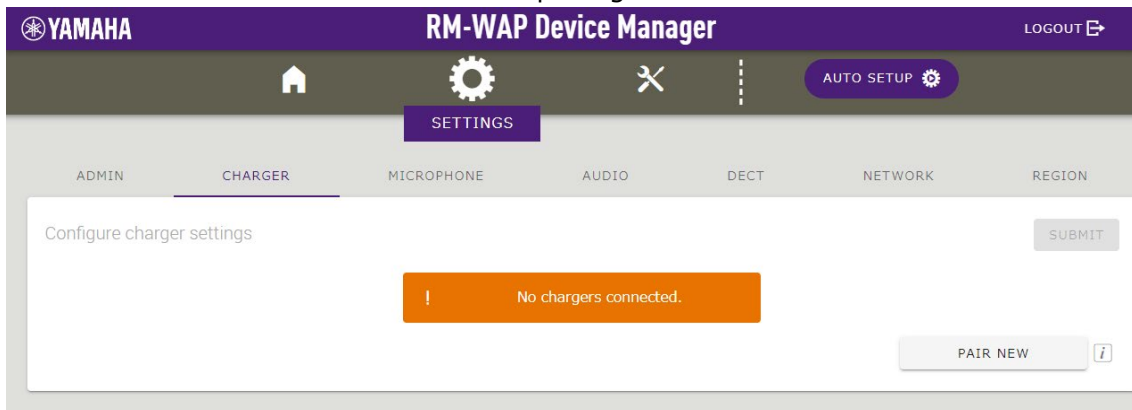 YAMAHA
RM-WAP Device Manager
LOGOUT
AUTO SETUP
SETTINGS
ADMIN CHARGER MICROPHONE AUDIO DECT NETWORK REGION
Configure charger settings
SUBMIT
! No chargers connected.
PAIR NEW i